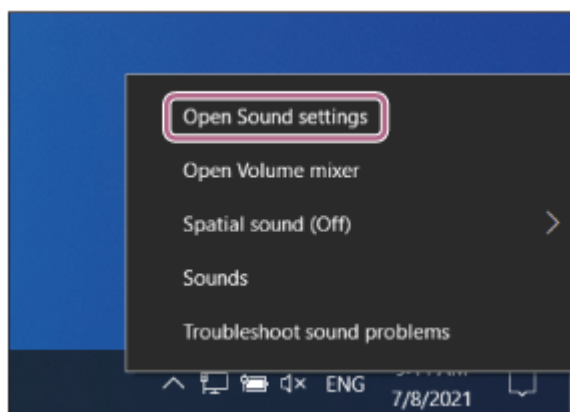 Open Sound settings
Open Volume mixer
Spatial sound (Off)
Sounds
Troubleshoot sound problems
ENG
7/8/2021